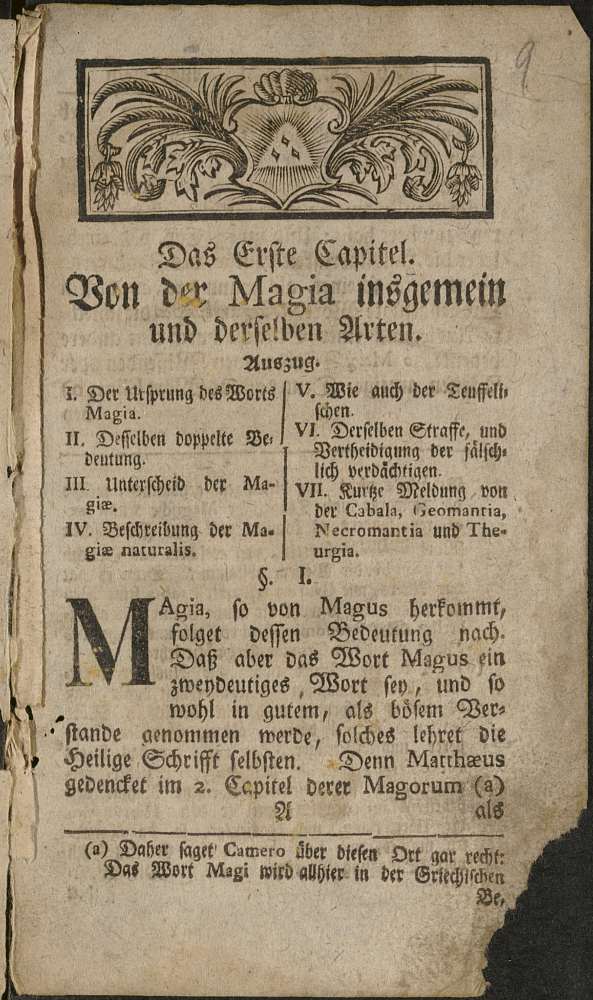 9
Das Erste Capitel.
Von der Magia insgemein
und derselben Arten.
Auszug.
I. Der Ursprung des Worts
Magia.
II. Desselben doppelte Be-
deutung.
III. Unterscheid der Ma-
giæ.
IV. Beschreibung der Ma-
giæ naturalis.
V. Wie auch der Teuffeli-
schen.
VI. Derselben Straffe, und
Vertheidigung der fälsch-
lich verdächtigen.
VII. Kurtze Meldung von
der Cabala, Geomantia,
Necromantia und The-
urgia.
§. I.
MAgia, so von Magus herkommt,
folget dessen Bedeutung nach.
Daß aber das Wort Magus ein
zweydeutiges Wort sey, und so
wohl in gutem, als bösem Ver-
stande genommen werde, solches lehret die
Heilige Schrifft selbsten. Denn Matthæus
gedencket im 2. Capitel derer Magorum (a)
A als
(a) Daher saget Camero über diesen Ort gar recht:
Das Wort Magi wird allhier in der Griechischen
Be-